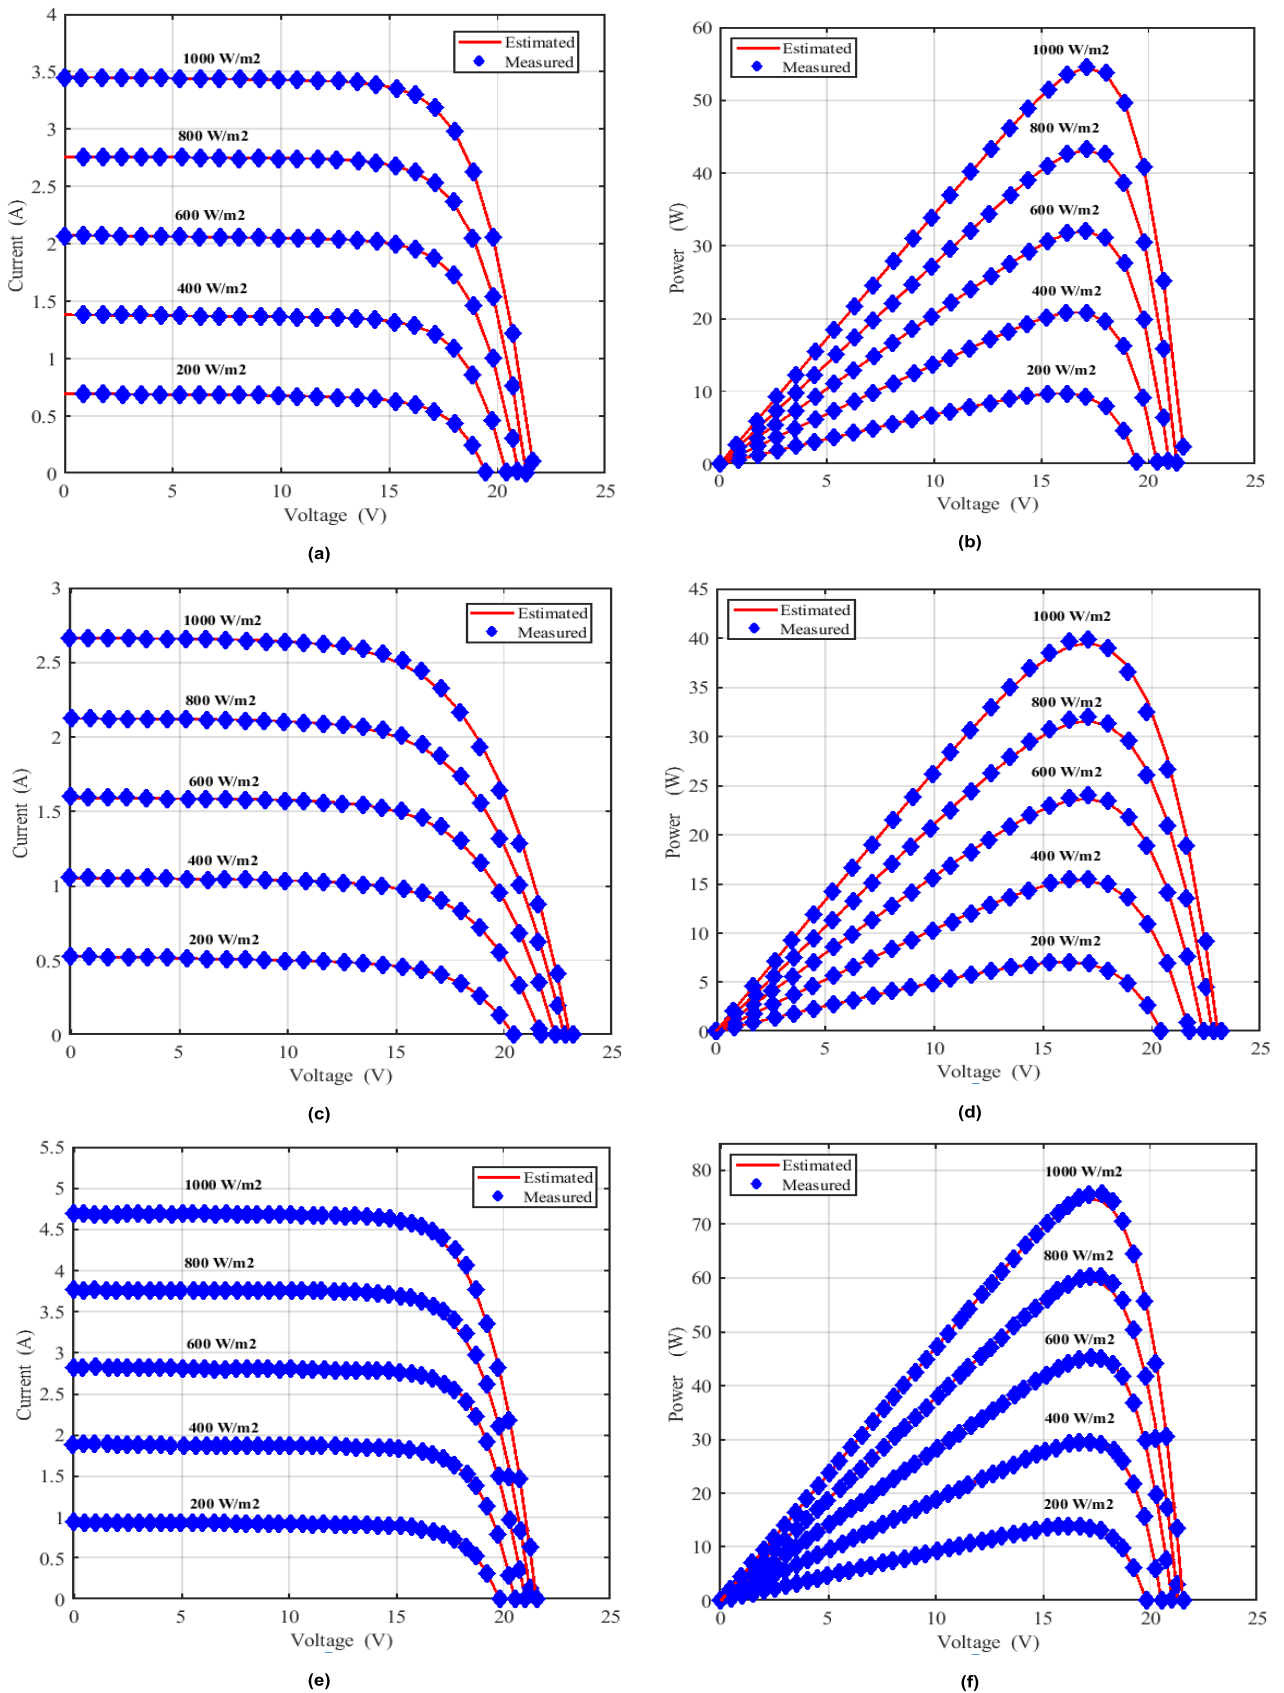 4
3.5
3
2.5
2
1.5
1
0.5
0
0
5
10
15
20
25
Current (A)
Voltage (V)
Estimated
Measured
1000 W/m2
800 W/m2
600 W/m2
400 W/m2
200 W/m2
(a)
60
50
40
30
20
10
0
0
5
10
15
20
25
Power (W)
Voltage (V)
Estimated
Measured
1000 W/m2
800 W/m2
600 W/m2
400 W/m2
200 W/m2
(b)
3
2.5
2
1.5
1
0.5
0
0
5
10
15
20
25
Current (A)
Voltage (V)
Estimated
Measured
1000 W/m2
800 W/m2
600 W/m2
400 W/m2
200 W/m2
(c)
45
40
35
30
25
20
15
10
5
0
0
5
10
15
20
25
Power (W)
Voltage (V)
Estimated
Measured
1000 W/m2
800 W/m2
600 W/m2
400 W/m2
200 W/m2
(d)
5.5
5
4.5
4
3.5
3
2.5
2
1.5
1
0.5
0
0
5
10
15
20
25
Current (A)
Voltage (V)
Estimated
Measured
1000 W/m2
800 W/m2
600 W/m2
400 W/m2
200 W/m2
(e)
80
70
60
50
40
30
20
10
0
0
5
10
15
20
25
Power (W)
Voltage (V)
Estimated
Measured
1000 W/m2
800 W/m2
600 W/m2
400 W/m2
200 W/m2
(f)